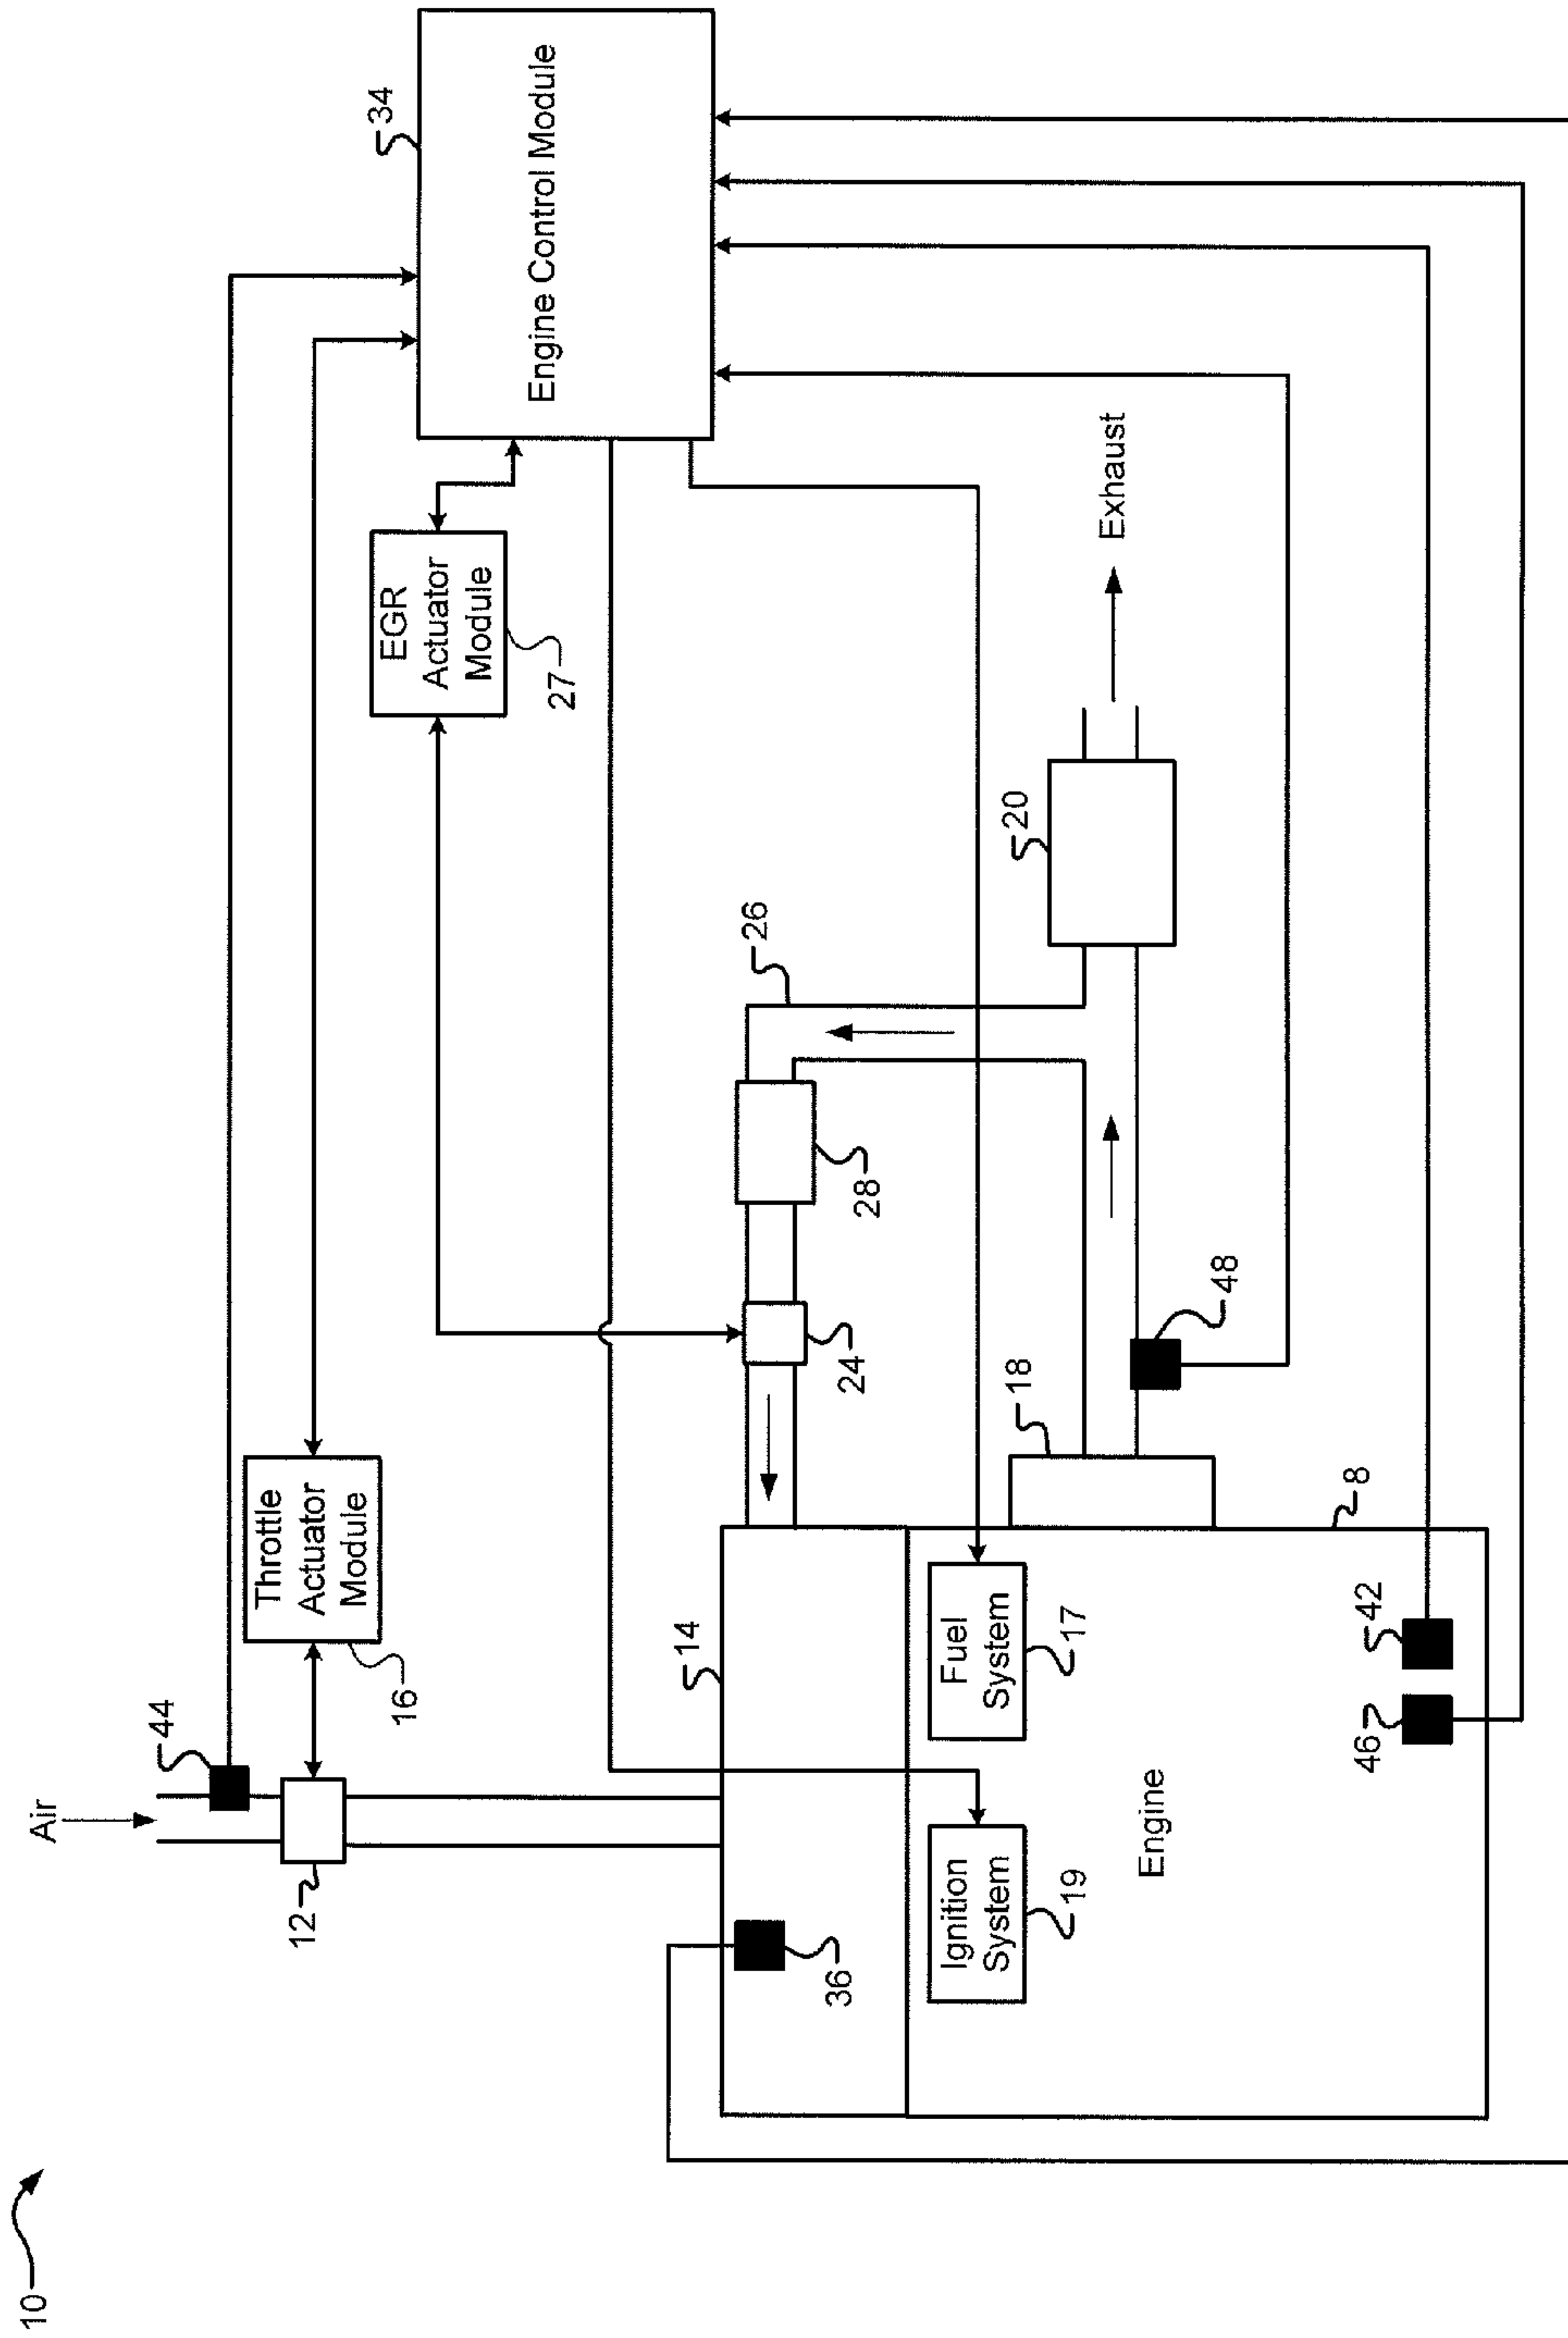 10
Air
44
12
16
Throttle
Actuator
Module
34
Engine Control Module
EGR
Actuator
Module
27
14
36
24
28
26
20
Exhaust
18
48
Ignition
System
19
Fuel
System
17
Engine
8
46
42